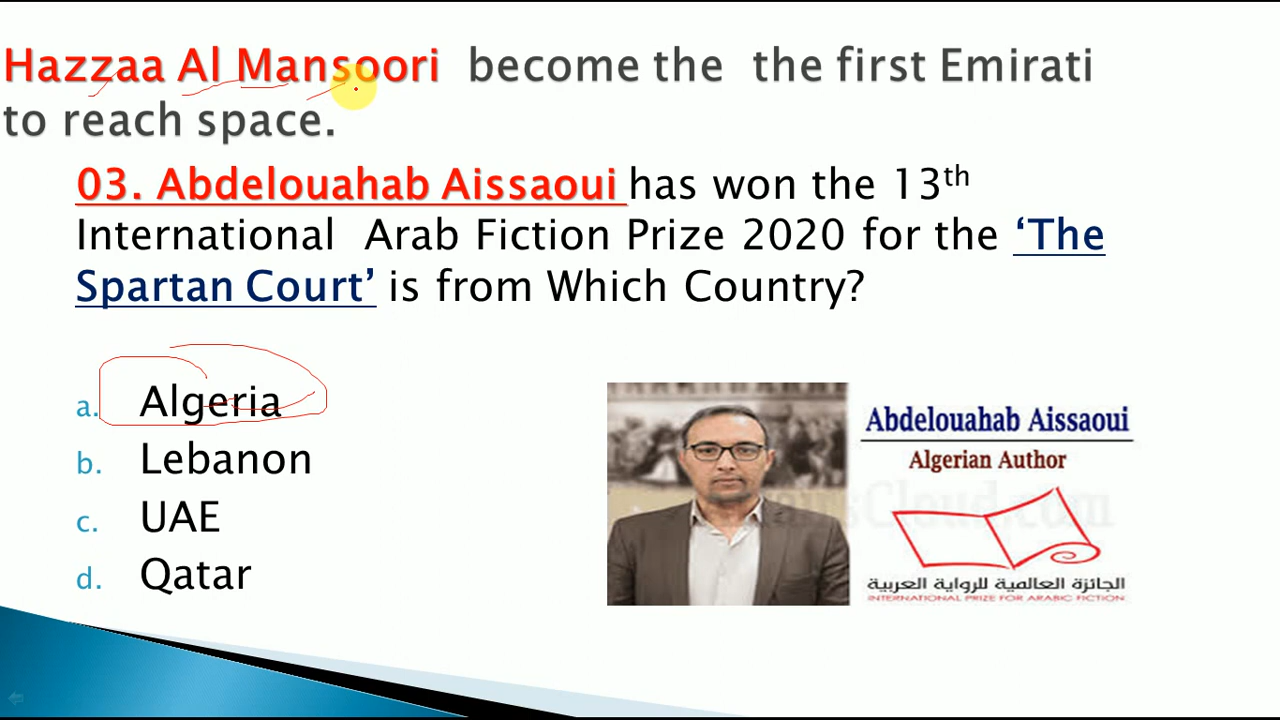 Hazzaa Al Mansoori become the the first Emirati
to reach space.
03. Abdelouahab Aissaoui has won the 13th
International Arab Fiction Prize 2020 for the ‘The
Spartan Court’ is from Which Country?
a. Algeria
b. Lebanon
c. UAE
d. Qatar
Abdelouahab Aissaoui
Algerian Author
الجائزة العالمية للرواية العربية
INTERNATIONAL PRIZE FOR ARABIC FICTION